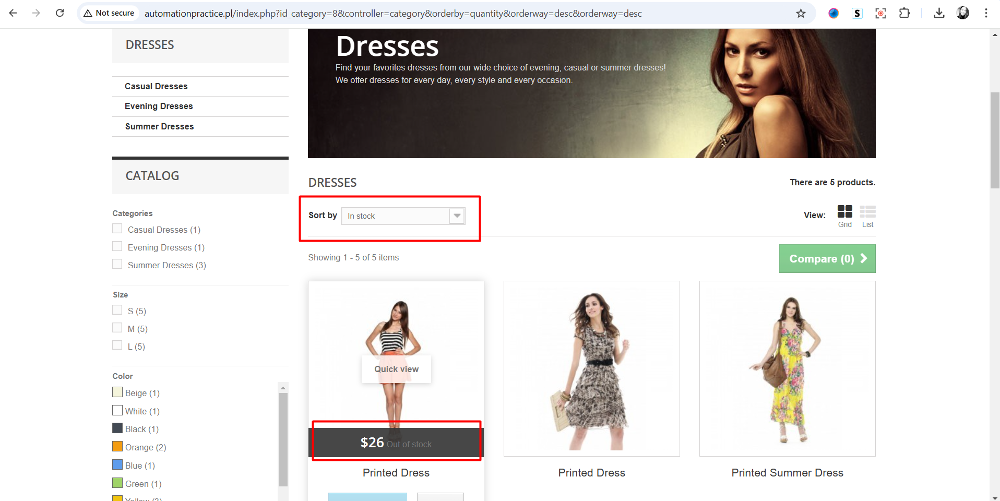 Not secure
automationpractice.pl/index.php?id_category=8&controller=category&orderby=quantity&orderway=desc&orderway=desc
S
DRESSES
Casual Dresses
Evening Dresses
Summer Dresses
CATALOG
Categories
Casual Dresses (1)
Evening Dresses (1)
Summer Dresses (3)
Size
S (5)
M (5)
L (5)
Color
Beige (1)
White (1)
Black (1)
Orange (2)
Blue (1)
Green (1)
Dresses
Find your favorites dresses from our wide choice of evening, casual or summer dresses!
We offer dresses for every day, every style and every occasion.
DRESSES
There are 5 products.
Sort by In stock
View:
Grid List
Showing 1 - 5 of 5 items
Compare (0)
Quick view
$26 Out of stock
Printed Dress
Printed Dress
Printed Summer Dress